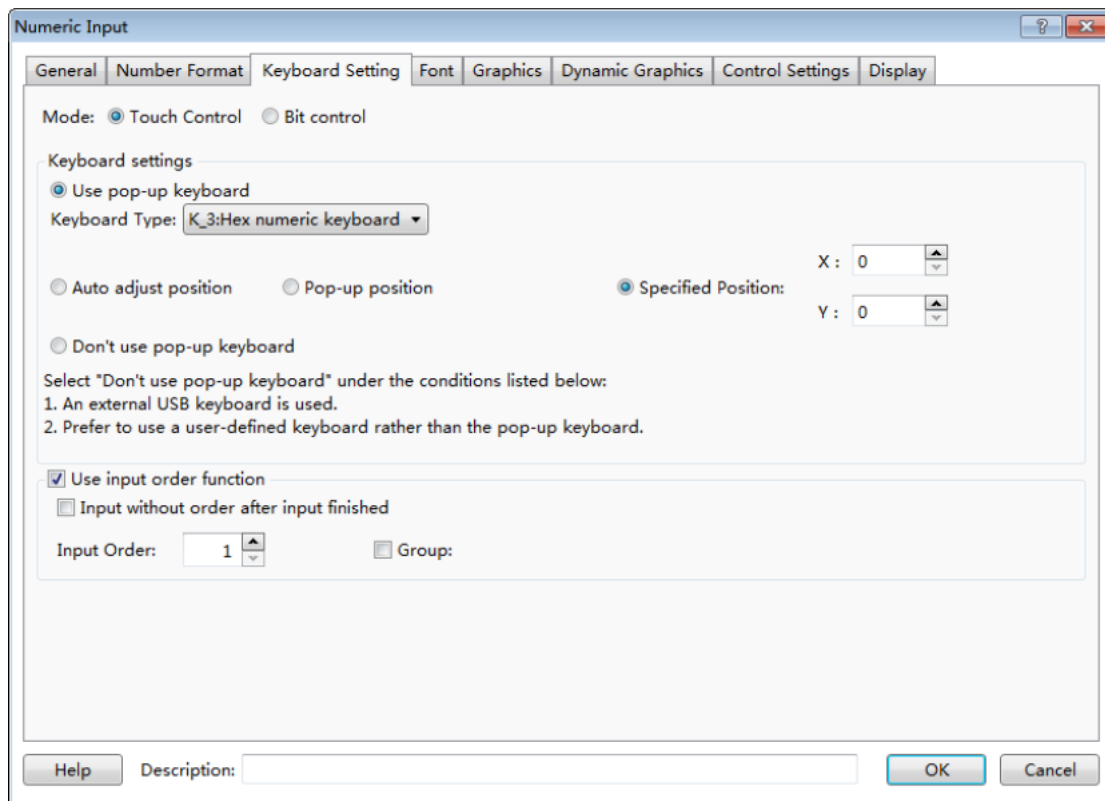 Numeric Input
General Number Format Keyboard Setting Font Graphics Dynamic Graphics Control Settings Display
Mode: Touch Control Bit control
Keyboard settings
Use pop-up keyboard
Keyboard Type: K_3:Hex numeric keyboard
X : 0
Auto adjust position Pop-up position Specified Position:
Y : 0
Don't use pop-up keyboard
Select "Don't use pop-up keyboard" under the conditions listed below:
1. An external USB keyboard is used.
2. Prefer to use a user-defined keyboard rather than the pop-up keyboard.
Use input order function
Input without order after input finished
Input Order: 1 Group:
Help Description: OK Cancel